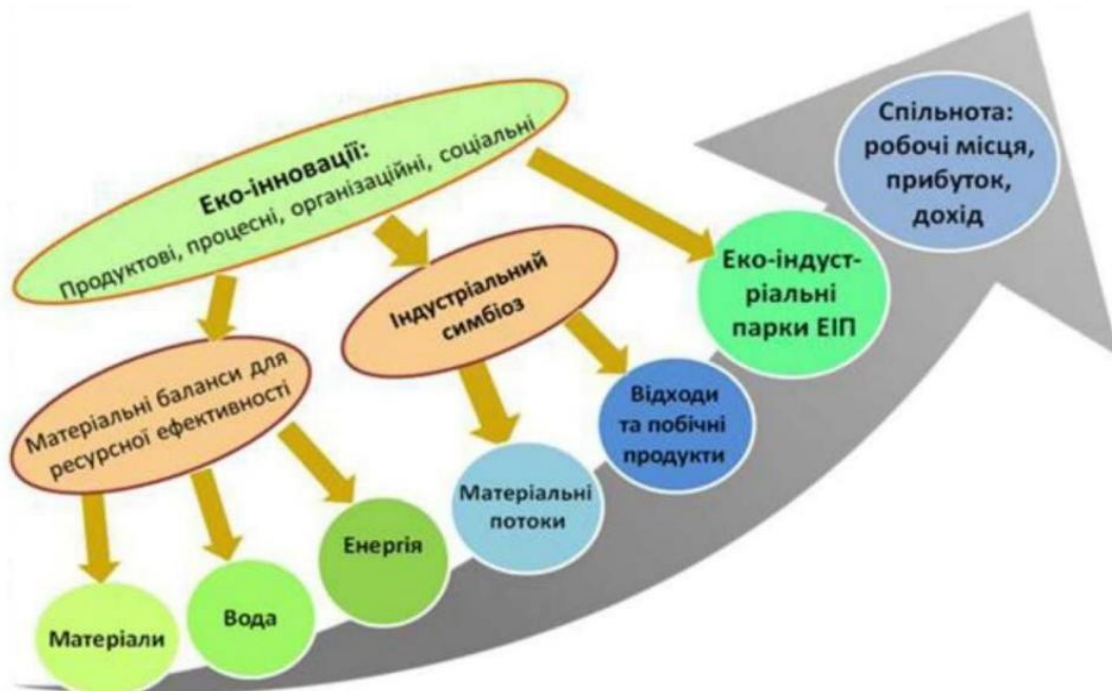 Еко-інновації:
Продуктові, процесні, організаційні, соціальні
Матеріальні баланси для
ресурсної ефективності
Індустріальний
симбіоз
Матеріали
Вода
Енергія
Матеріальні
потоки
Відходи
та побічні
продукти
Еко-індуст-
ріальні
парки ЕІП
Спільнота:
робочі місця,
прибуток,
дохід